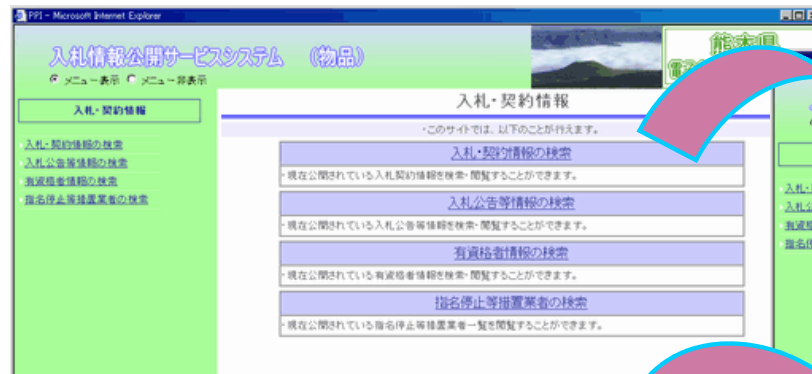 PPI - Microsoft Internet Explorer
入札情報公開サービスシステム (物品)
メニュー表示 メニュー非表示
熊本県
入札・契約情報
入札・契約情報の検索
入札公告等情報の検索
有資格者情報の検索
指名停止等措置業者の検索
入札・契約情報
・このサイトでは、以下のことが行えます。
入札・契約情報の検索
・現在公開されている入札契約情報を検索・閲覧することができます。
入札公告等情報の検索
・現在公開されている入札公告等情報を検索・閲覧することができます。
有資格者情報の検索
・現在公開されている有資格者情報を検索・閲覧することができます。
指名停止等措置業者の検索
・現在公開されている指名停止等措置業者一覧を閲覧することができます。
入札・
入札公
有資格
指名停